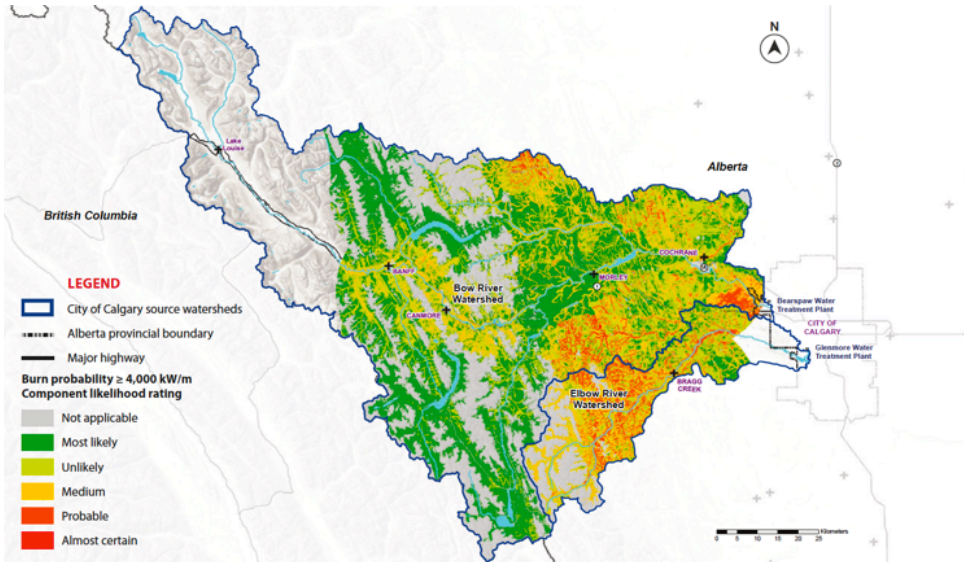 N
Lake
Louise
Alberta
British Columbia
COCHRANE
BANFF
MORLEY
Bow River
Watershed
CANMORE
Bearspaw Water
Treatment Plant
CITY OF
CALGARY
Glenmore Water
Treatment Plant
BRAGG
CREEK
Elbow River
Watershed
LEGEND
City of Calgary source watersheds
Alberta provincial boundary
Major highway
Burn probability ≥ 4,000 kW/m
Component likelihood rating
Not applicable
Most likely
Unlikely
Medium
Probable
Almost certain
Kilometers
0 5 10 15 20 25